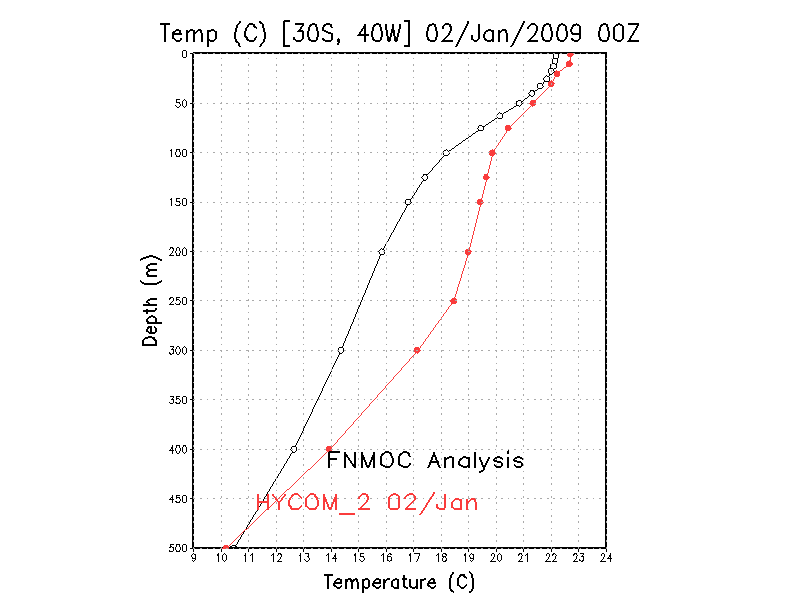 Temp (C) [30S, 40W] 02/Jan/2009 00Z
0
50
100
150
200
250
300
350
400
450
500
Depth (m)
FNMOC Analysis
HYCOM_2 02/Jan
9 10 11 12 13 14 15 16 17 18 19 20 21 22 23 24
Temperature (C)